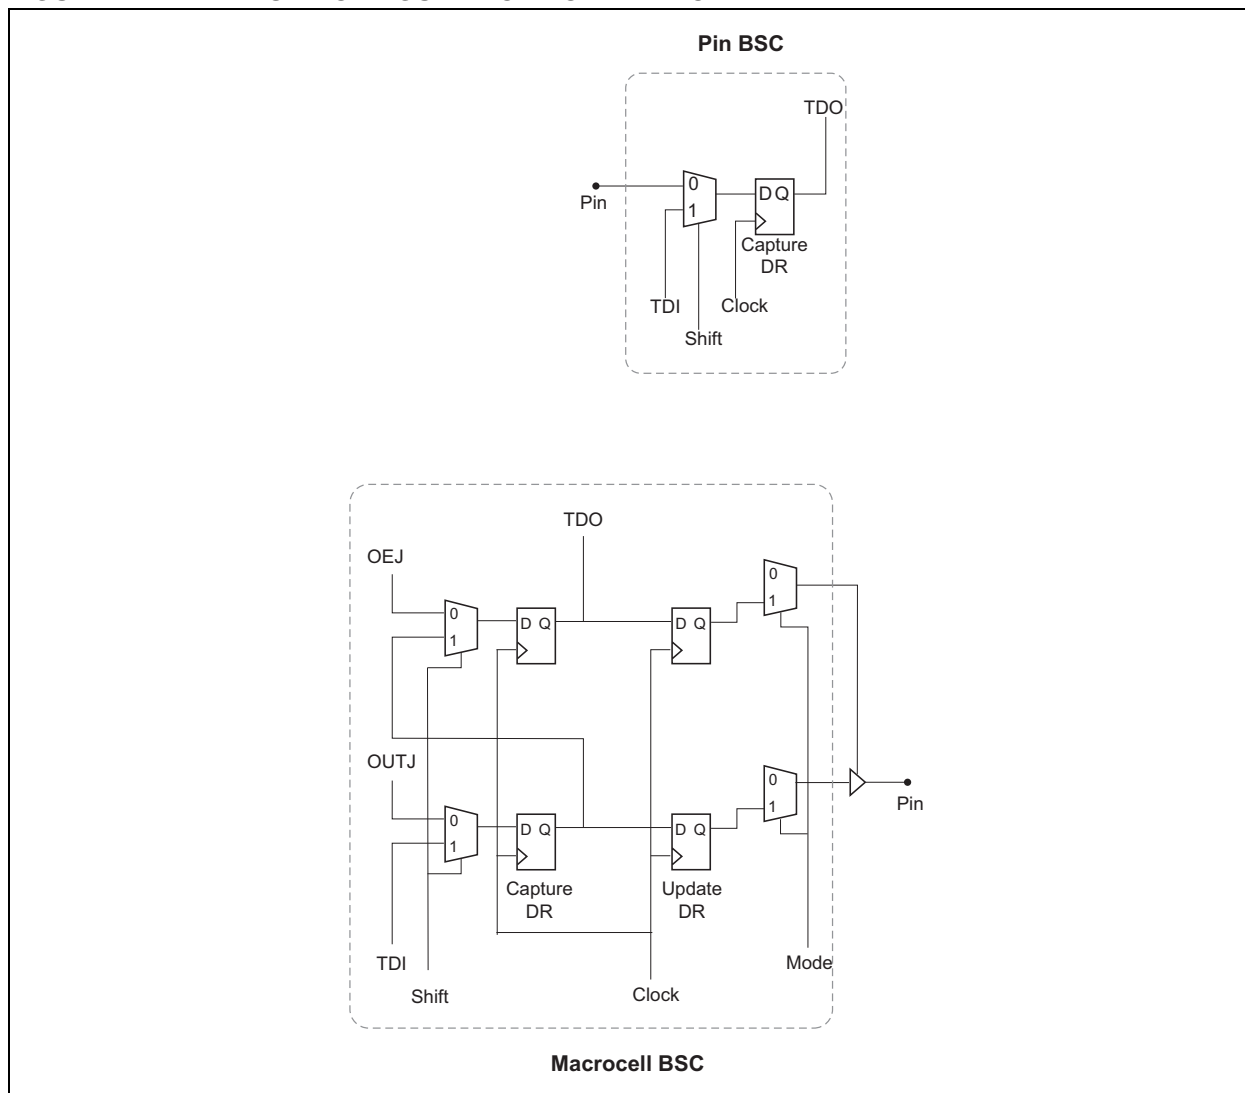 Pin BSC
TDO
0
D Q
Pin
1
Capture
DR
TDI
Clock
Shift
TDO
OEJ
0
0
1
D Q
D Q
1
OUTJ
0
0
Pin
1
D Q
D Q
1
Capture
DR
Update
DR
TDI
Mode
Shift
Clock
Macrocell BSC